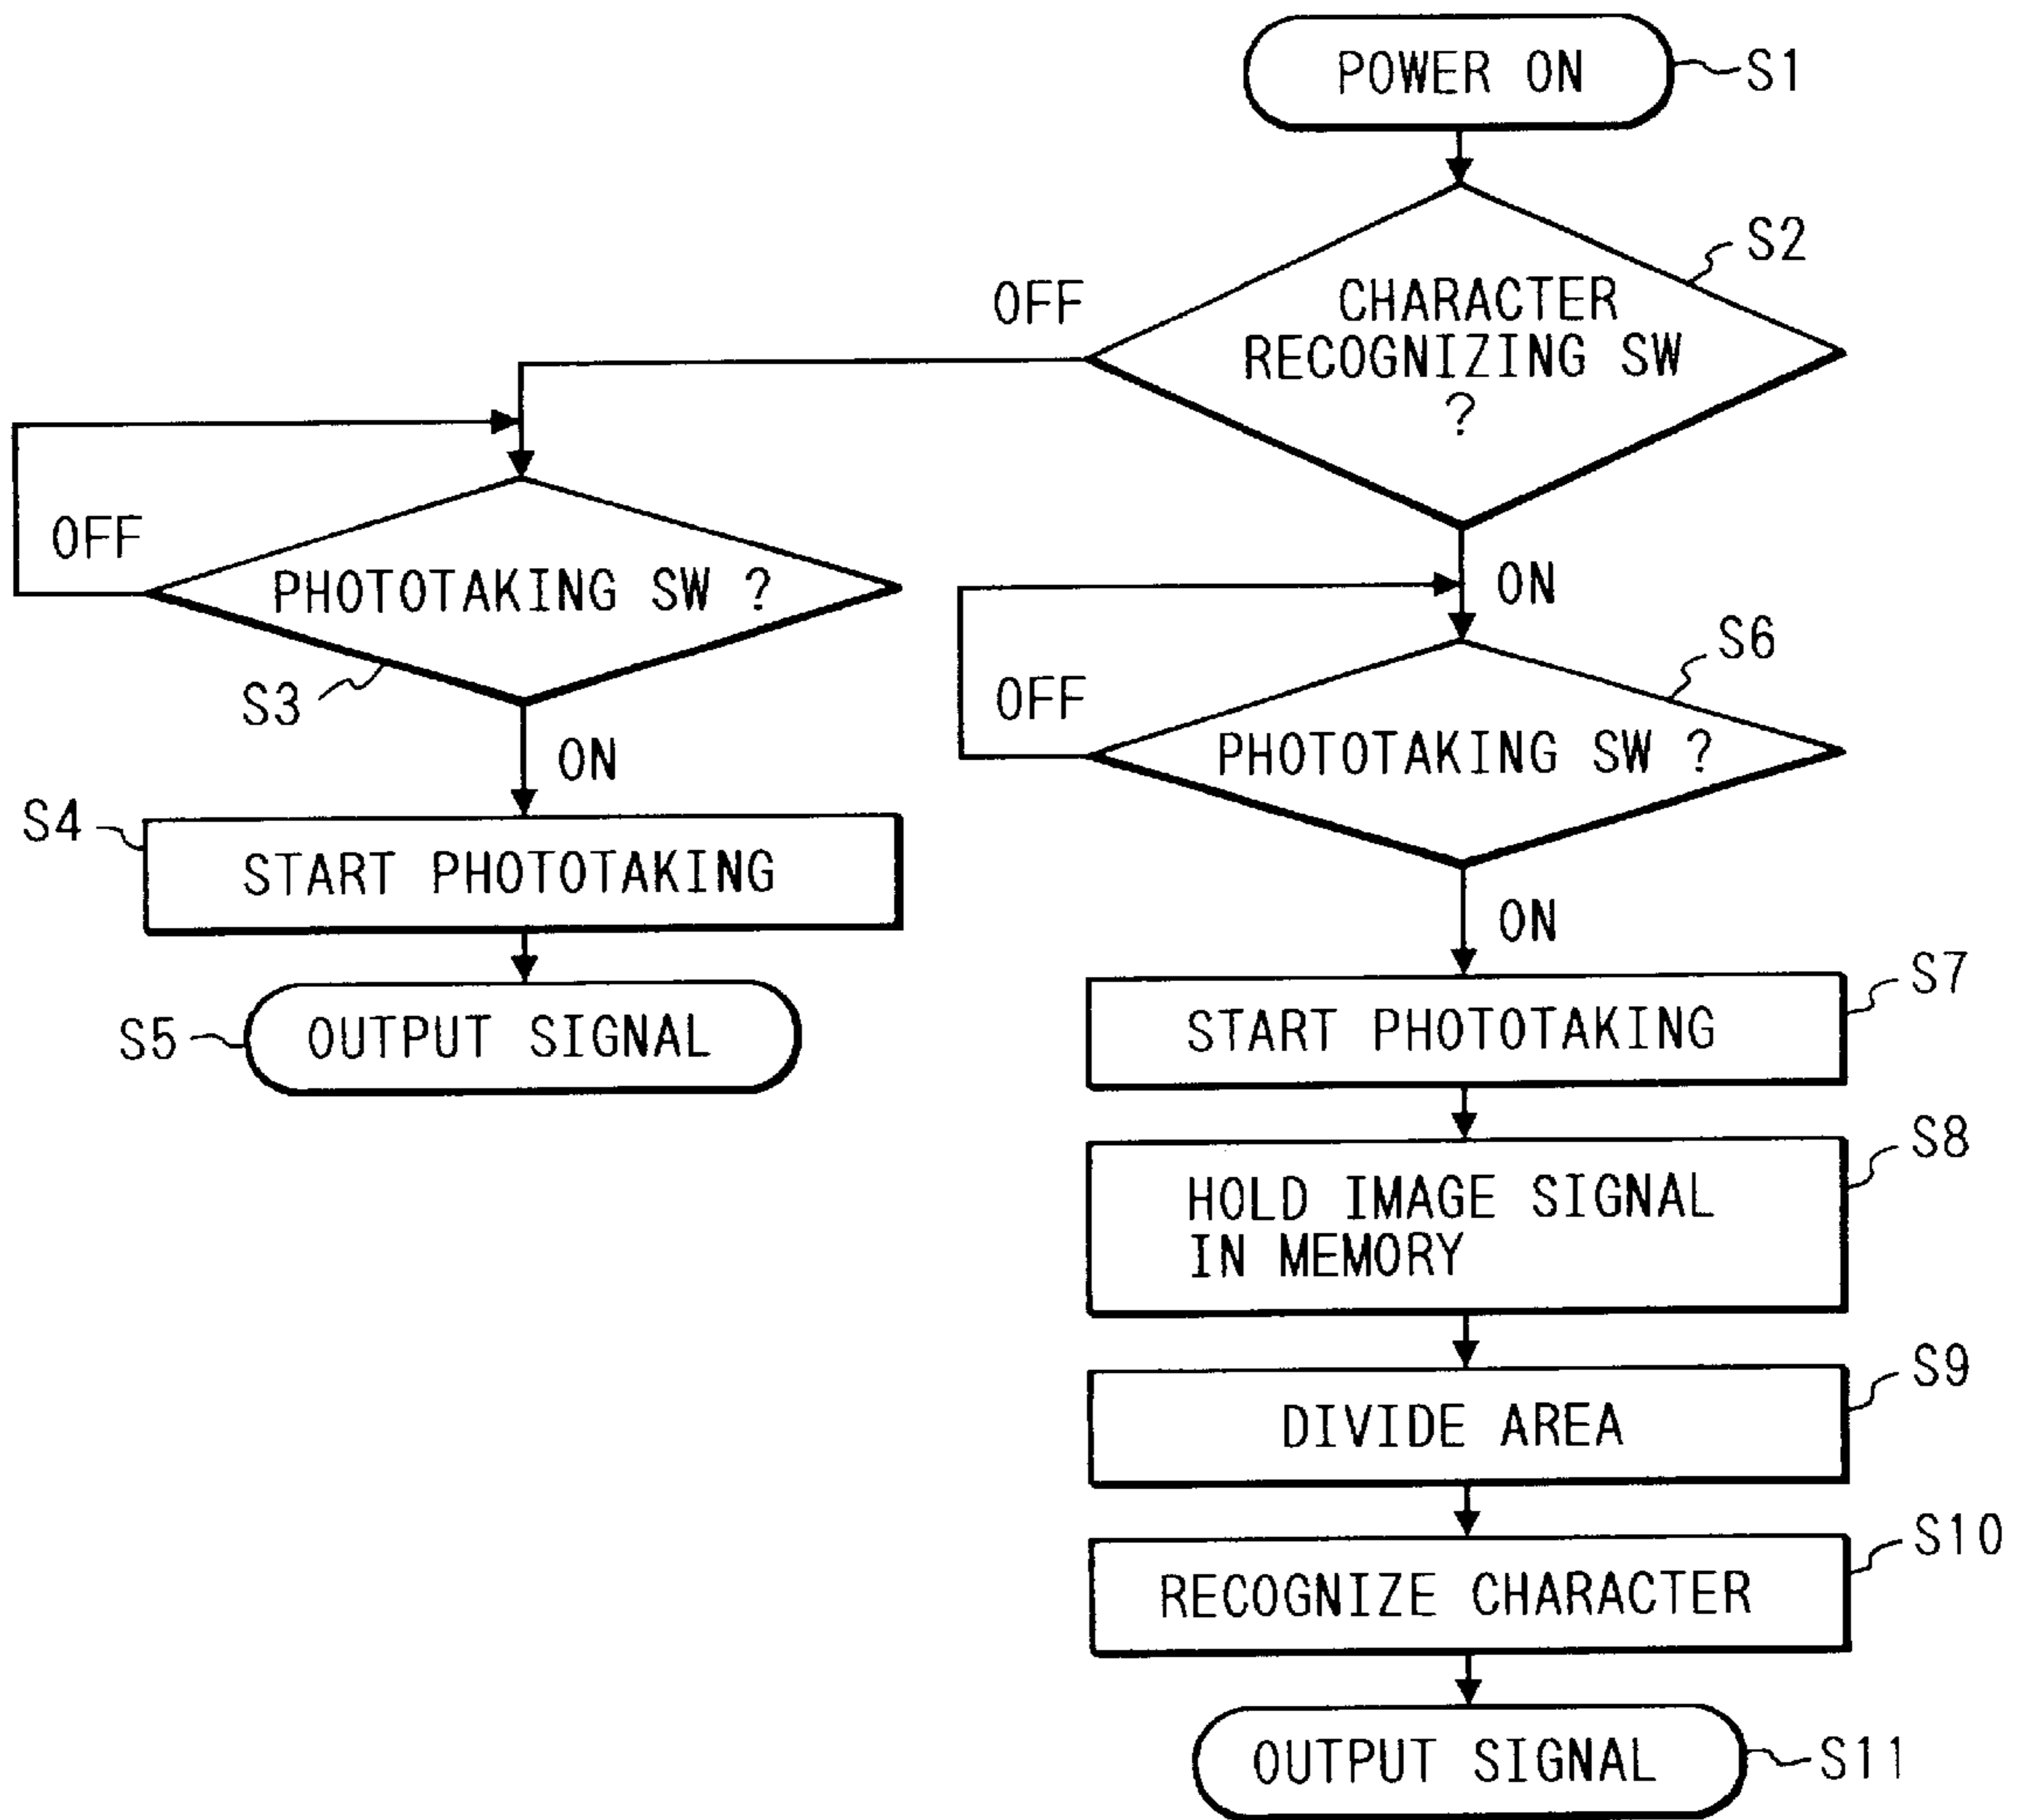 POWER ON
S1
S2
OFF
CHARACTER
RECOGNIZING SW
?
OFF
PHOTOTAKING SW ?
S3
ON
ON
S6
OFF
PHOTOTAKING SW ?
S4
START PHOTOTAKING
ON
S5
OUTPUT SIGNAL
S7
START PHOTOTAKING
S8
HOLD IMAGE SIGNAL
IN MEMORY
S9
DIVIDE AREA
S10
RECOGNIZE CHARACTER
OUTPUT SIGNAL
S11